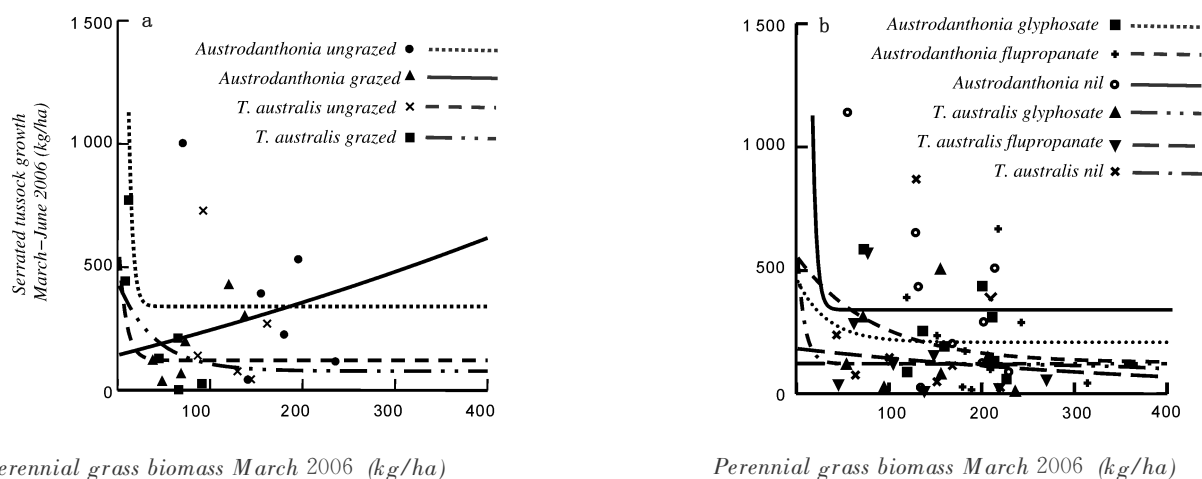 a
1 500
1 000
500
0
100
200
300
400
Serrated tussock growth
March–June 2006 (kg/ha)
Austrodanthonia ungrazed
Austrodanthonia grazed
T. australis ungrazed
T. australis grazed
erennial grass biomass March 2006 (kg/ha)
b
1 500
1 000
500
0
100
200
300
400
Austrodanthonia glyphosate
Austrodanthonia flupropanate
Austrodanthonia nil
T. australis glyphosate
T. australis flupropanate
T. australis nil
Perennial grass biomass March 2006 (kg/ha)